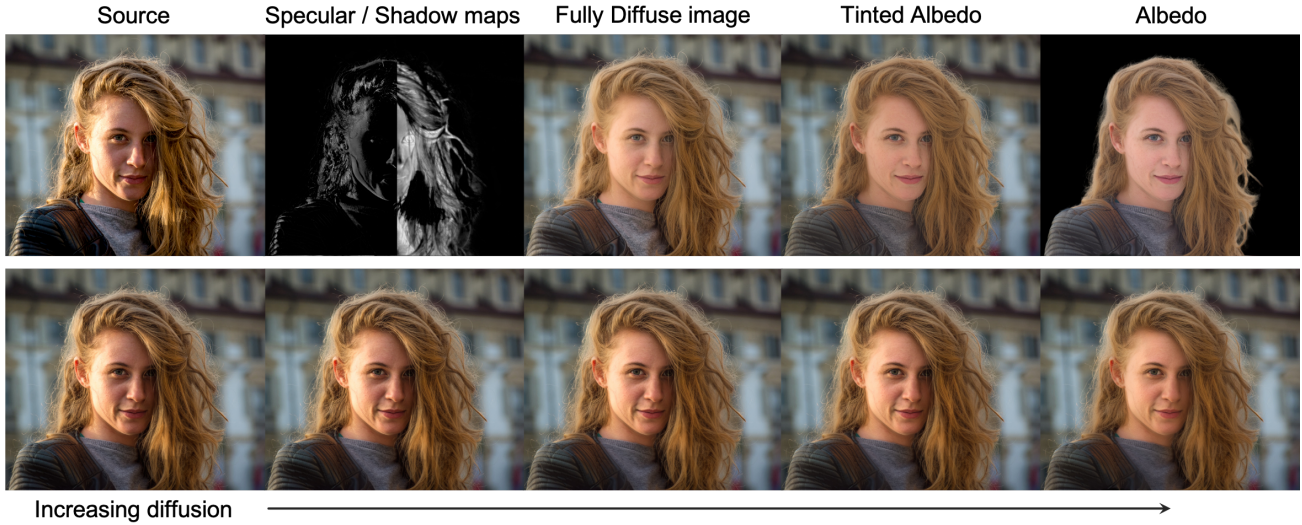 Source
Specular / Shadow maps
Fully Diffuse image
Tinted Albedo
Albedo
Increasing diffusion